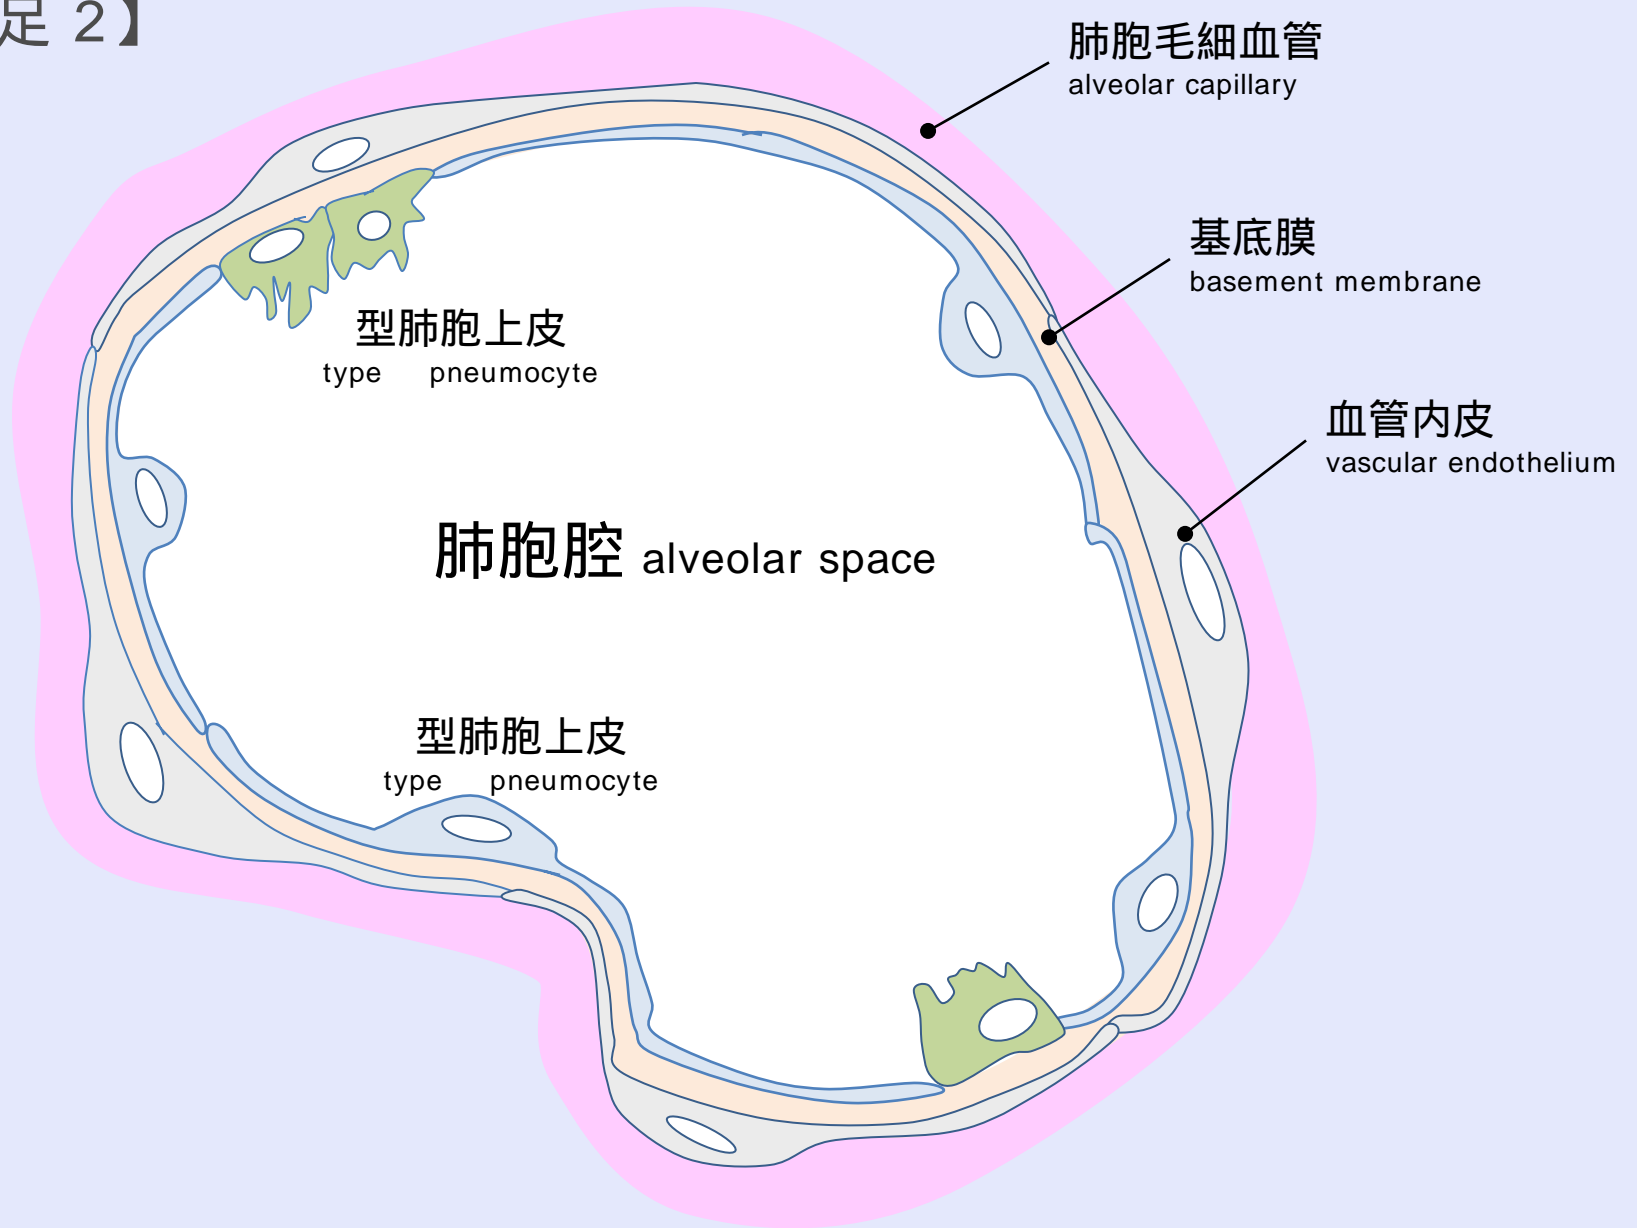 足 2】
肺胞毛細血管
alveolar capillary
基底膜
basement membrane
型肺胞上皮
type pneumocyte
血管内皮
vascular endothelium
肺胞腔 alveolar space
型肺胞上皮
type pneumocyte